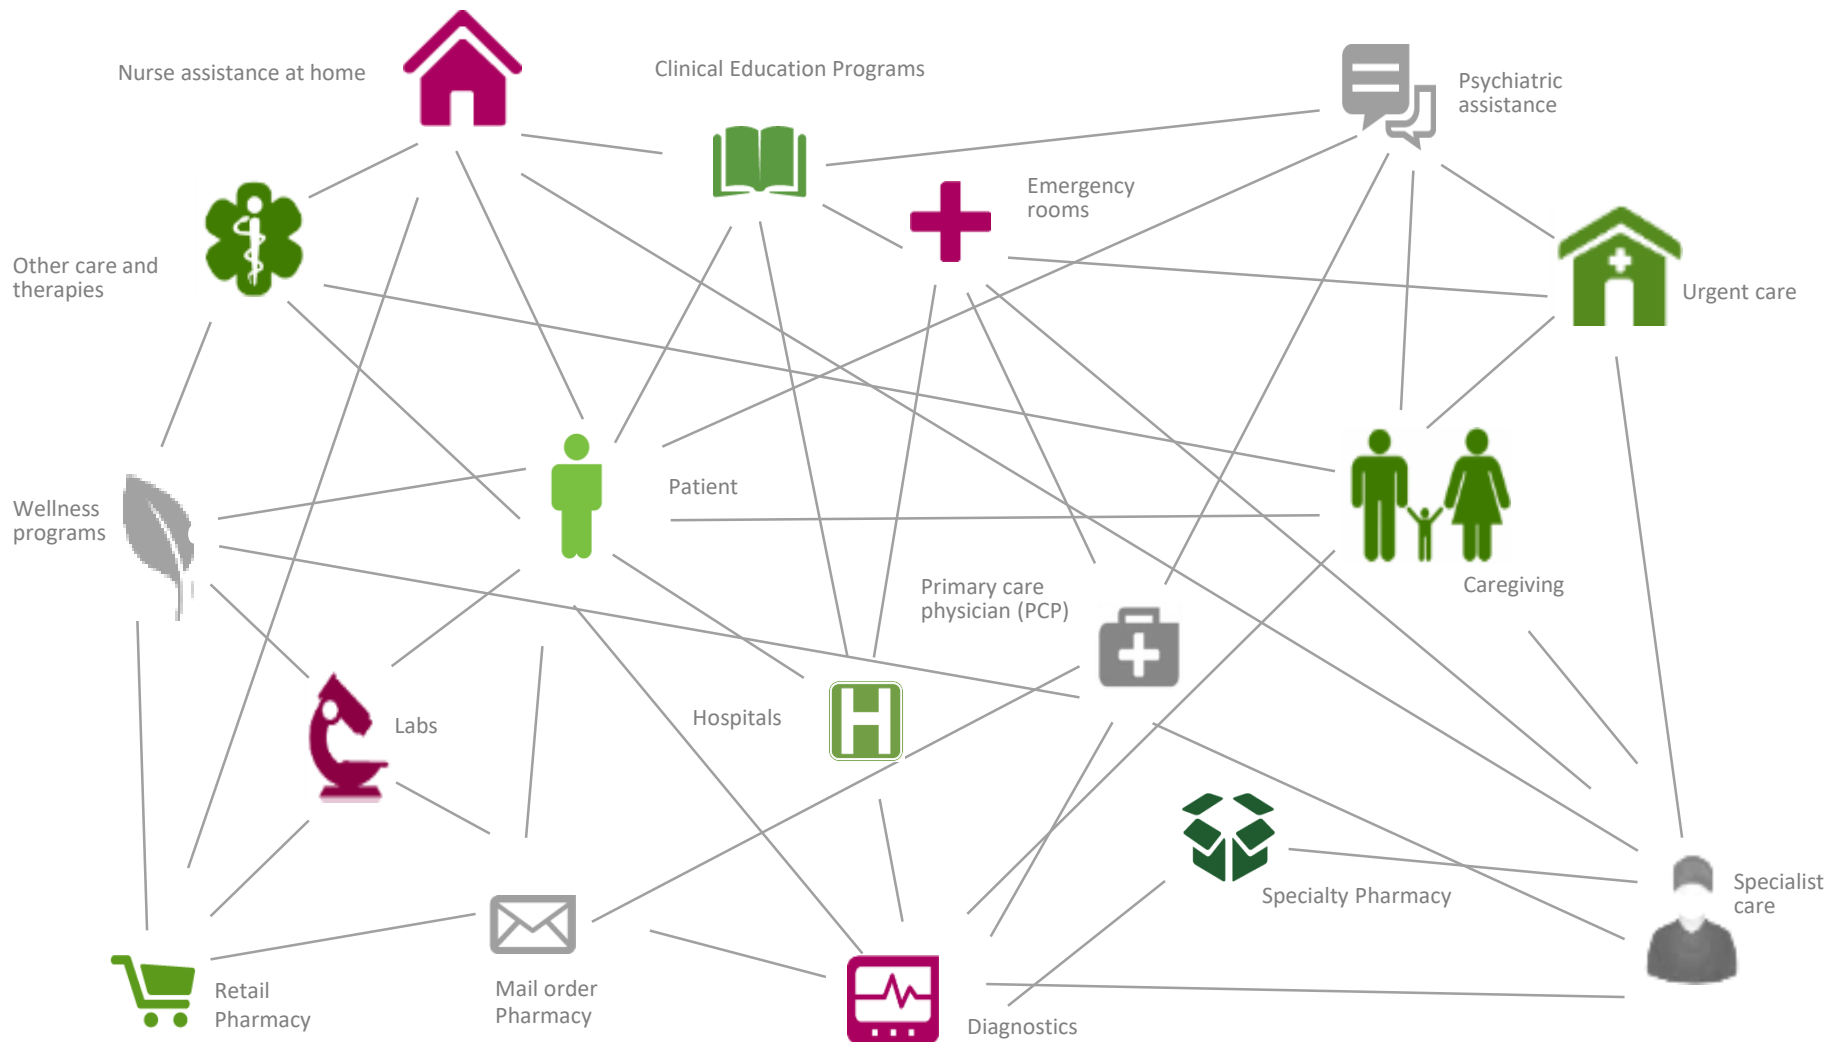 Nurse assistance at home
Clinical Education Programs
Psychiatric
assistance
Emergency
rooms
Other care and
therapies
Urgent care
Patient
Wellness
programs
Primary care
physician (PCP)
Caregiving
Labs
Hospitals
H
Specialty Pharmacy
Specialist
care
Retail
Pharmacy
Mail order
Pharmacy
Diagnostics